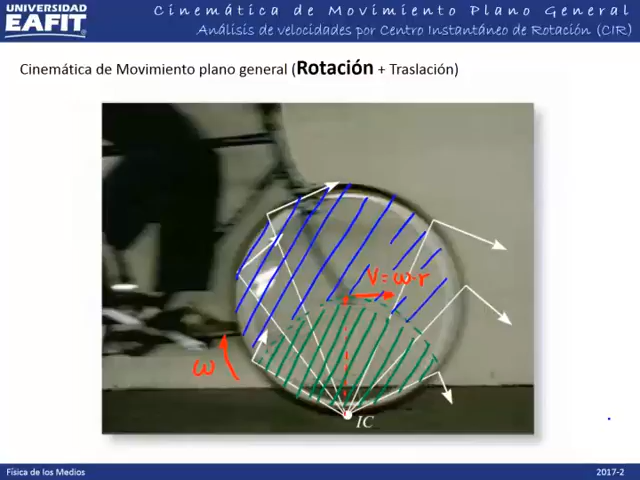 UNIVERSIDAD
EAFIT
Cinemática de Movimiento Plano General
Análisis de velocidades por Centro Instantáneo de Rotación (CIR)
Cinemática de Movimiento plano general (Rotación + Traslación)
V=ω·r
ω
IC
Física de los Medios
2017-2